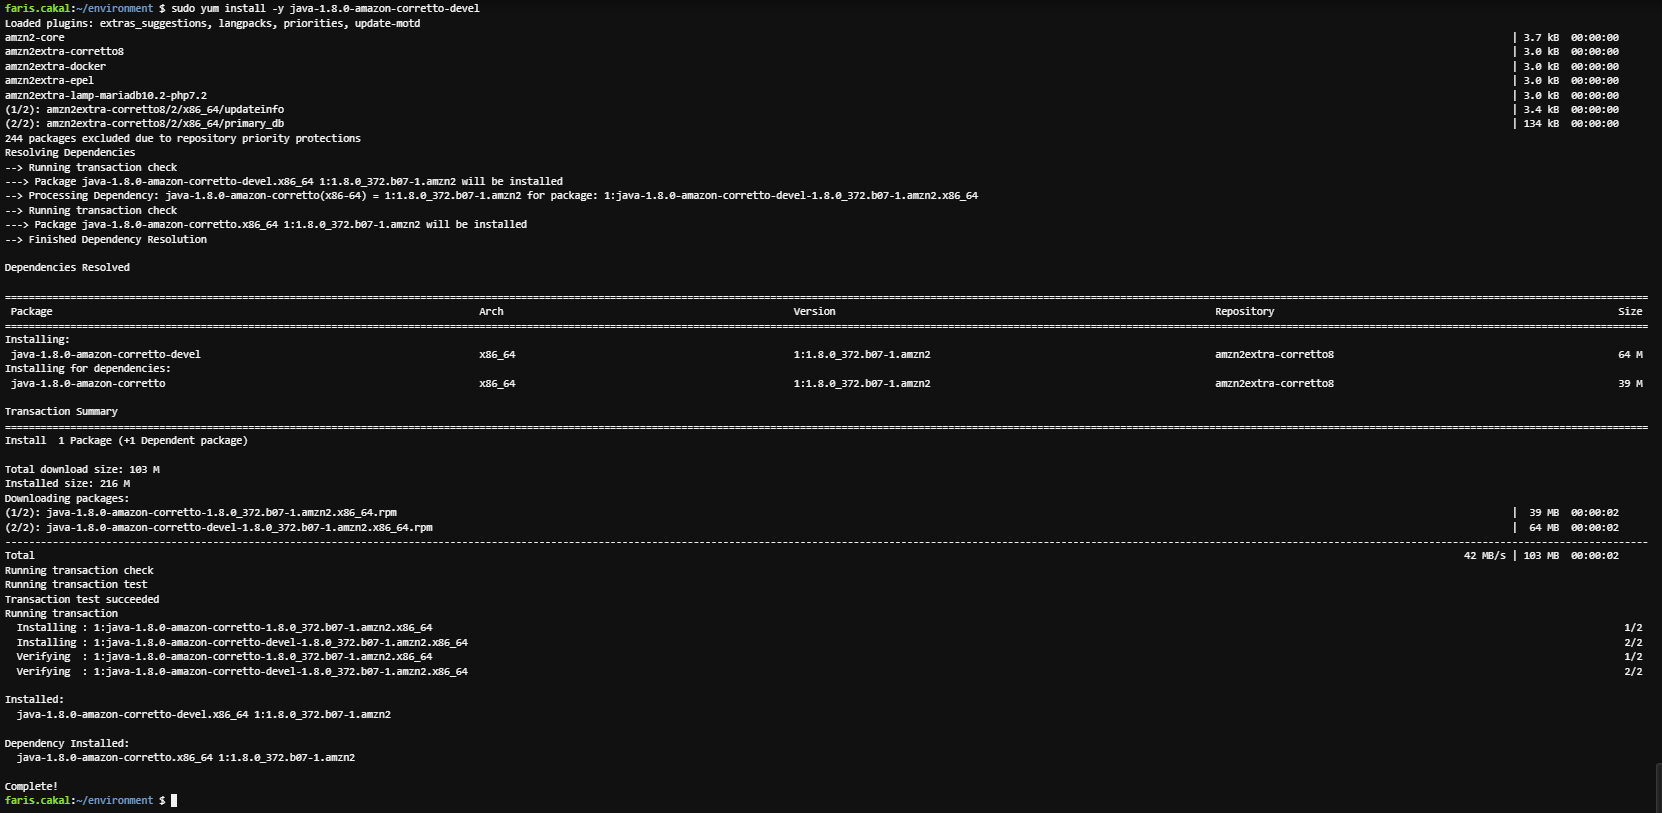 faris.cakal:~/environment $ sudo yum install -y java-1.8.0-amazon-corretto-devel
Loaded plugins: extras_suggestions, langpacks, priorities, update-motd
amzn2-core | 3.7 kB 00:00:00
amzn2extra-corretto8 | 3.0 kB 00:00:00
amzn2extra-docker | 3.0 kB 00:00:00
amzn2extra-epel | 3.0 kB 00:00:00
amzn2extra-lamp-mariadb10.2-php7.2 | 3.0 kB 00:00:00
(1/2): amzn2extra-corretto8/2/x86_64/updateinfo | 3.4 kB 00:00:00
(2/2): amzn2extra-corretto8/2/x86_64/primary_db | 134 kB 00:00:00
244 packages excluded due to repository priority protections
Resolving Dependencies
--> Running transaction check
---> Package java-1.8.0-amazon-corretto-devel.x86_64 1:1.8.0_372.b07-1.amzn2 will be installed
--> Processing Dependency: java-1.8.0-amazon-corretto(x86-64) = 1:1.8.0_372.b07-1.amzn2 for package: 1:java-1.8.0-amazon-corretto-devel-1.8.0_372.b07-1.amzn2.x86_64
--> Running transaction check
---> Package java-1.8.0-amazon-corretto.x86_64 1:1.8.0_372.b07-1.amzn2 will be installed
--> Finished Dependency Resolution
Dependencies Resolved
Package Arch Version Repository Size
Installing:
java-1.8.0-amazon-corretto-devel x86_64 1:1.8.0_372.b07-1.amzn2 amzn2extra-corretto8 64 M
Installing for dependencies:
java-1.8.0-amazon-corretto x86_64 1:1.8.0_372.b07-1.amzn2 amzn2extra-corretto8 39 M
Transaction Summary
Install 1 Package (+1 Dependent package)
Total download size: 103 M
Installed size: 216 M
Downloading packages:
(1/2): java-1.8.0-amazon-corretto-1.8.0_372.b07-1.amzn2.x86_64.rpm | 39 MB 00:00:02
(2/2): java-1.8.0-amazon-corretto-devel-1.8.0_372.b07-1.amzn2.x86_64.rpm | 64 MB 00:00:02
Total 42 MB/s | 103 MB 00:00:02
Running transaction check
Running transaction test
Transaction test succeeded
Running transaction
Installing : 1:java-1.8.0-amazon-corretto-1.8.0_372.b07-1.amzn2.x86_64 1/2
Installing : 1:java-1.8.0-amazon-corretto-devel-1.8.0_372.b07-1.amzn2.x86_64 2/2
Verifying : 1:java-1.8.0-amazon-corretto-1.8.0_372.b07-1.amzn2.x86_64 1/2
Verifying : 1:java-1.8.0-amazon-corretto-devel-1.8.0_372.b07-1.amzn2.x86_64 2/2
Installed:
java-1.8.0-amazon-corretto-devel.x86_64 1:1.8.0_372.b07-1.amzn2
Dependency Installed:
java-1.8.0-amazon-corretto.x86_64 1:1.8.0_372.b07-1.amzn2
Complete!
faris.cakal:~/environment $